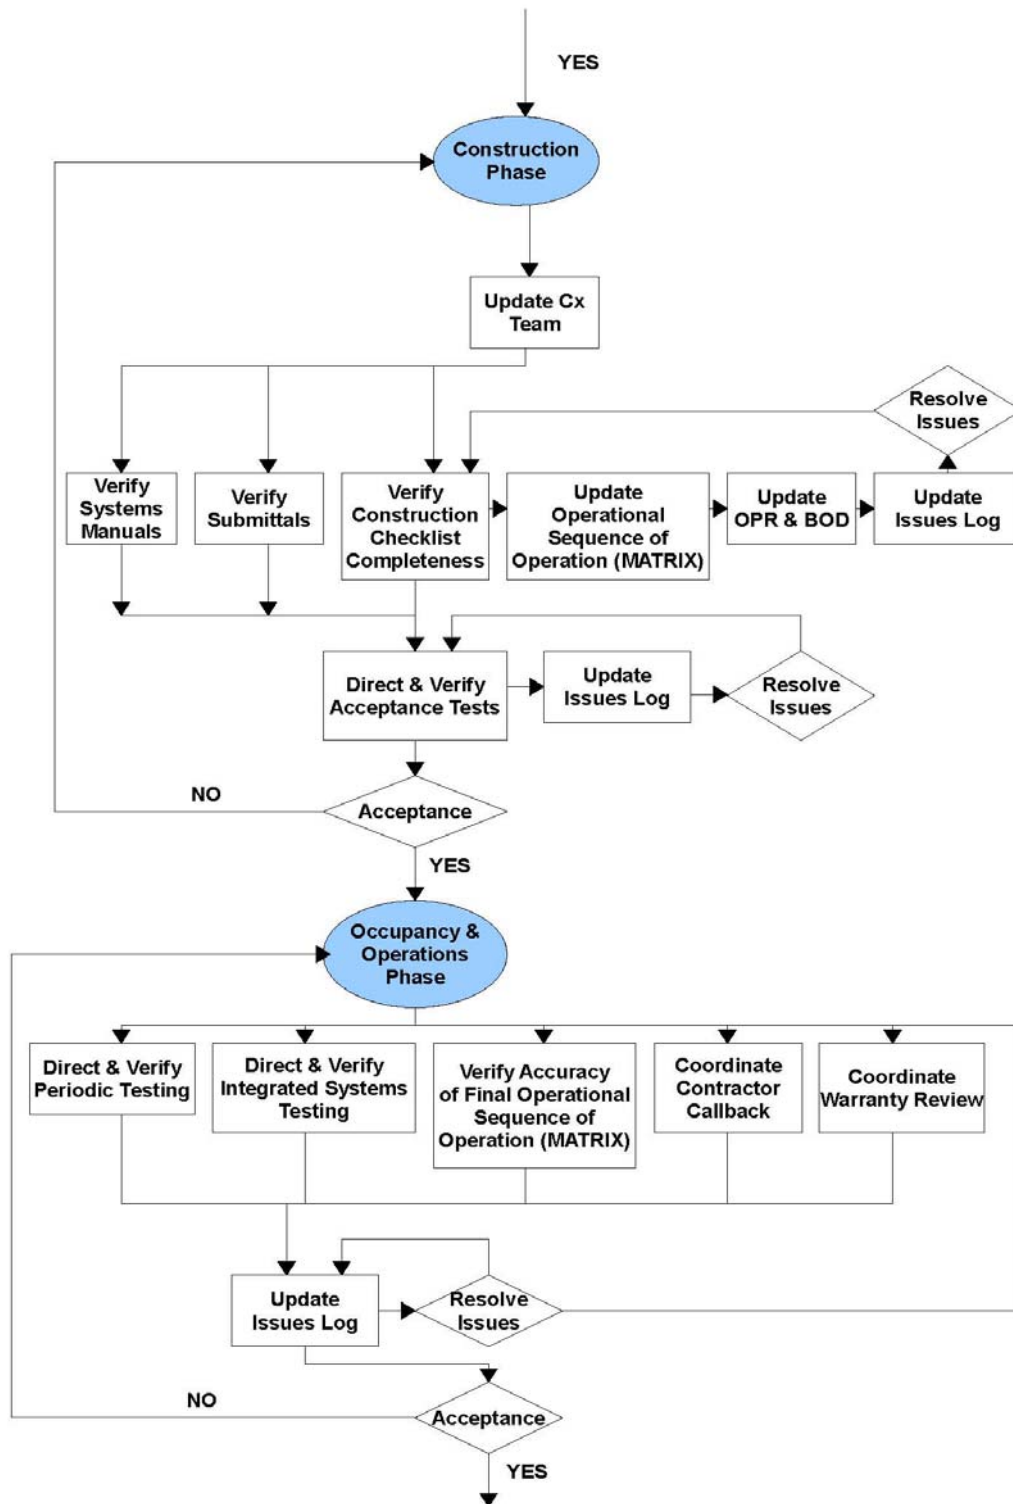 YES
Construction
Phase
Update Cx
Team
Resolve
Issues
Verify
Systems
Manuals
Verify
Submittals
Verify
Construction
Checklist
Completeness
Update
Operational
Sequence of
Operation (MATRIX)
Update
OPR & BOD
Update
Issues Log
Direct & Verify
Acceptance Tests
Update
Issues Log
Resolve
Issues
NO
Acceptance
YES
Occupancy &
Operations
Phase
Direct & Verify
Periodic Testing
Direct & Verify
Integrated Systems
Testing
Verify Accuracy
of Final Operational
Sequence of
Operation (MATRIX)
Coordinate
Contractor
Callback
Coordinate
Warranty Review
Update
Issues Log
Resolve
Issues
NO
Acceptance
YES